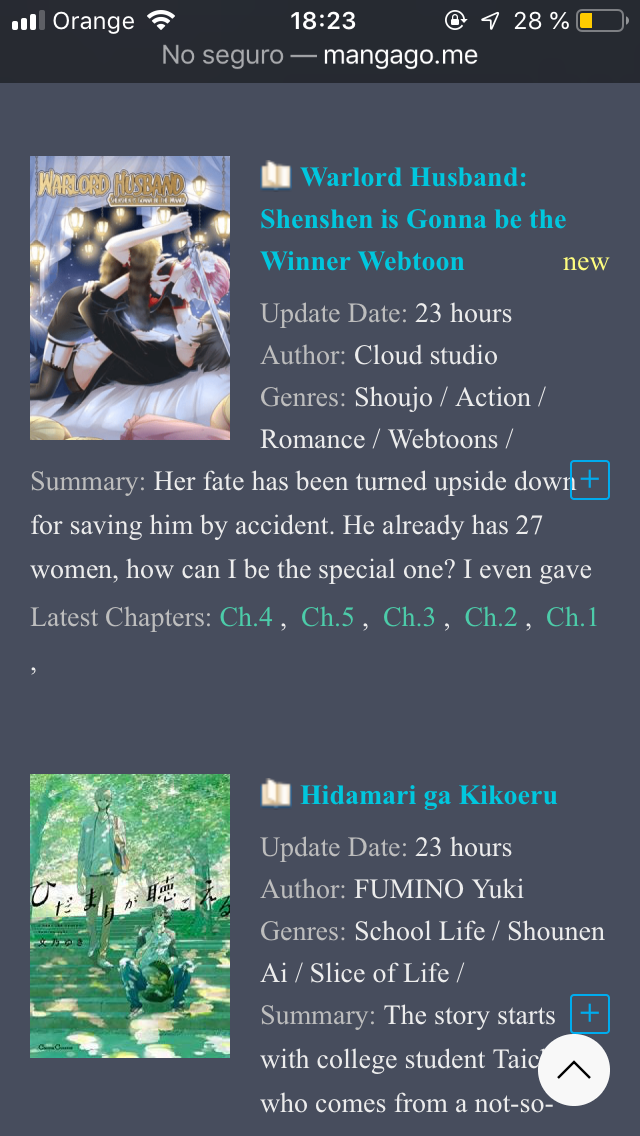 Orange 18:23 28 %
No seguro — mangago.me
WARLORD HUSBAND
Warlord Husband:
Shenshen is Gonna be the
Winner Webtoon new
Update Date: 23 hours
Author: Cloud studio
Genres: Shoujo / Action /
Romance / Webtoons /
Summary: Her fate has been turned upside down
for saving him by accident. He already has 27
women, how can I be the special one? I even gave
Latest Chapters: Ch.4 , Ch.5 , Ch.3 , Ch.2 , Ch.1
,
ひだまりが聴こえる
文乃ゆき
Hidamari ga Kikoeru
Update Date: 23 hours
Author: FUMINO Yuki
Genres: School Life / Shounen
Ai / Slice of Life /
Summary: The story starts
with college student Taic
who comes from a not-so-